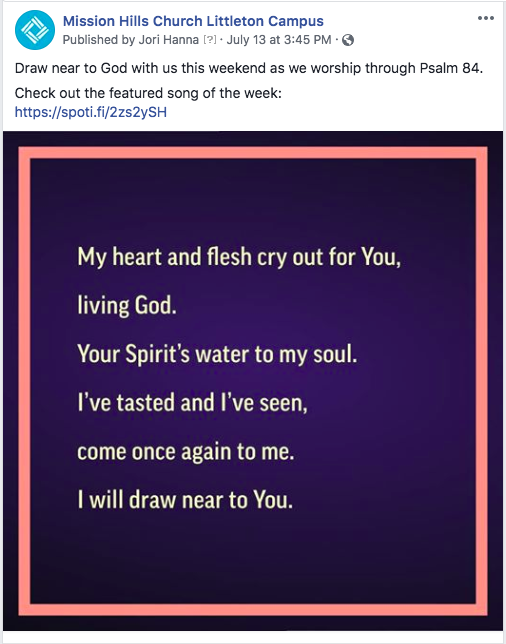 Mission Hills Church Littleton Campus
Published by Jori Hanna [?] · July 13 at 3:45 PM ·
Draw near to God with us this weekend as we worship through Psalm 84.
Check out the featured song of the week:
https://spoti.fi/2zs2ySH
My heart and flesh cry out for You,
living God.
Your Spirit's water to my soul.
I've tasted and I've seen,
come once again to me.
I will draw near to You.